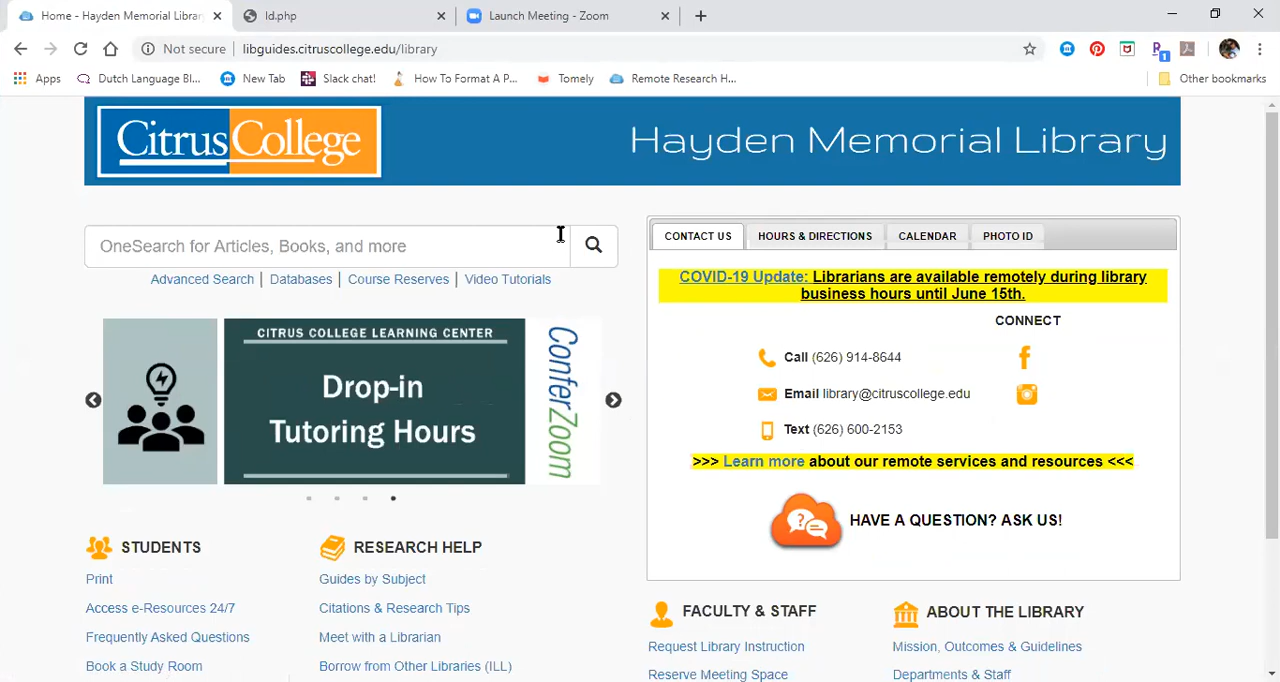 Home - Hayden Memorial Library
ld.php
Launch Meeting - Zoom
Not secure
libguides.citruscollege.edu/library
1
Apps
Dutch Language Bl...
New Tab
Slack chat!
How To Format A P...
Tomely
Remote Research H...
Other bookmarks
CitrusCollege
Hayden Memorial Library
OneSearch for Articles, Books, and more
Advanced Search | Databases | Course Reserves | Video Tutorials
CITRUS COLLEGE LEARNING CENTER
Drop-in
Tutoring Hours
ConferZoom
CONTACT US
HOURS & DIRECTIONS
CALENDAR
PHOTO ID
COVID-19 Update: Librarians are available remotely during library
business hours until June 15th.
CONNECT
Call (626) 914-8644
Email library@citruscollege.edu
Text (626) 600-2153
>>> Learn more about our remote services and resources <<<
HAVE A QUESTION? ASK US!
STUDENTS
Print
Access e-Resources 24/7
Frequently Asked Questions
Book a Study Room
RESEARCH HELP
Guides by Subject
Citations & Research Tips
Meet with a Librarian
Borrow from Other Libraries (ILL)
FACULTY & STAFF
Request Library Instruction
Reserve Meeting Space
ABOUT THE LIBRARY
Mission, Outcomes & Guidelines
Departments & Staff